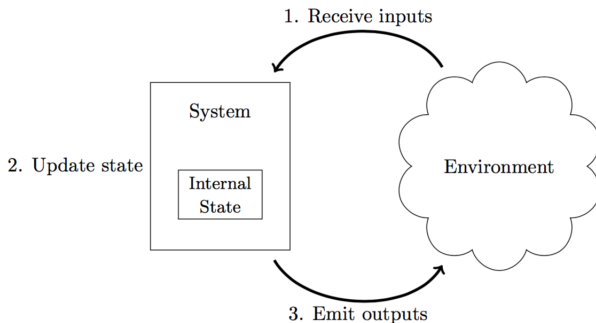 1. Receive inputs
System
2. Update state
Internal
State
Environment
3. Emit outputs